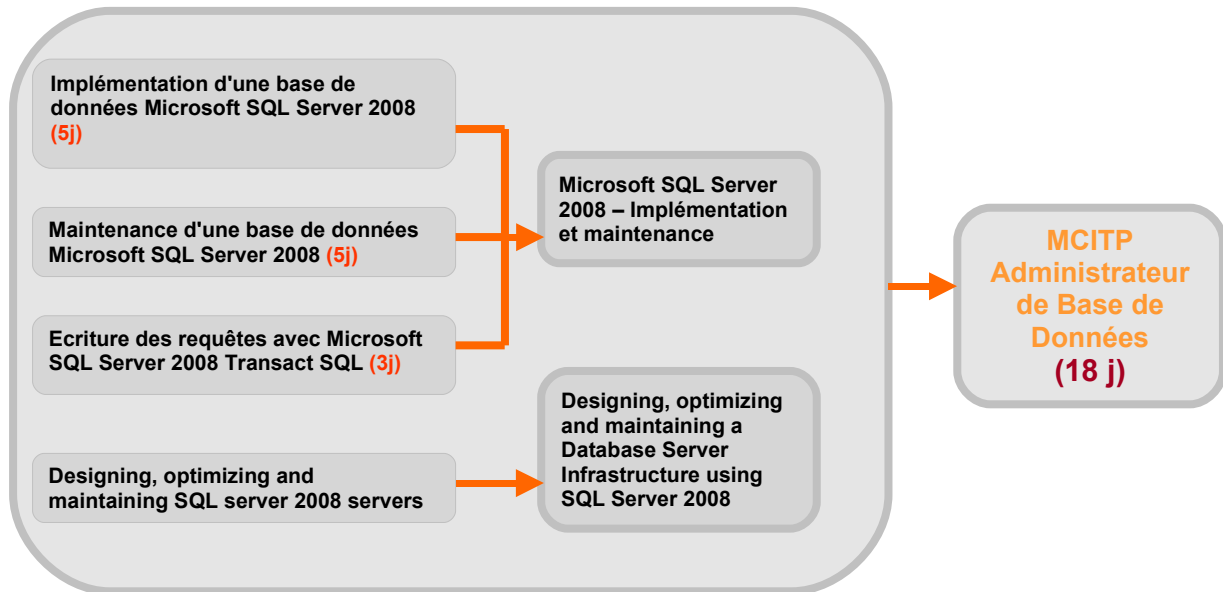 Implémentation d'une base de
données Microsoft SQL Server 2008
(5j)
Maintenance d'une base de données
Microsoft SQL Server 2008 (5j)
Ecriture des requêtes avec Microsoft
SQL Server 2008 Transact SQL (3j)
Designing, optimizing and
maintaining SQL server 2008 servers
Microsoft SQL Server
2008 – Implémentation
et maintenance
Designing, optimizing
and maintaining a
Database Server
Infrastructure using
SQL Server 2008
MCITP
Administrateur
de Base de
Données
(18 j)